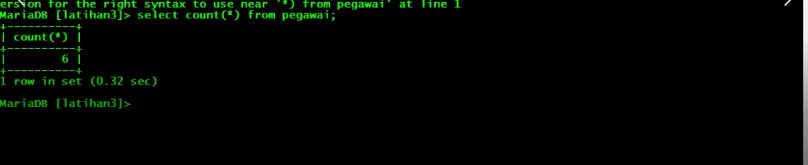 ersion for the right syntax to use near '*) from pegawai' at line 1
MariaDB [latihan3]> select count(*) from pegawai;
+----------+
| count(*) |
+----------+
|        6 |
+----------+
1 row in set (0.32 sec)
MariaDB [latihan3]>